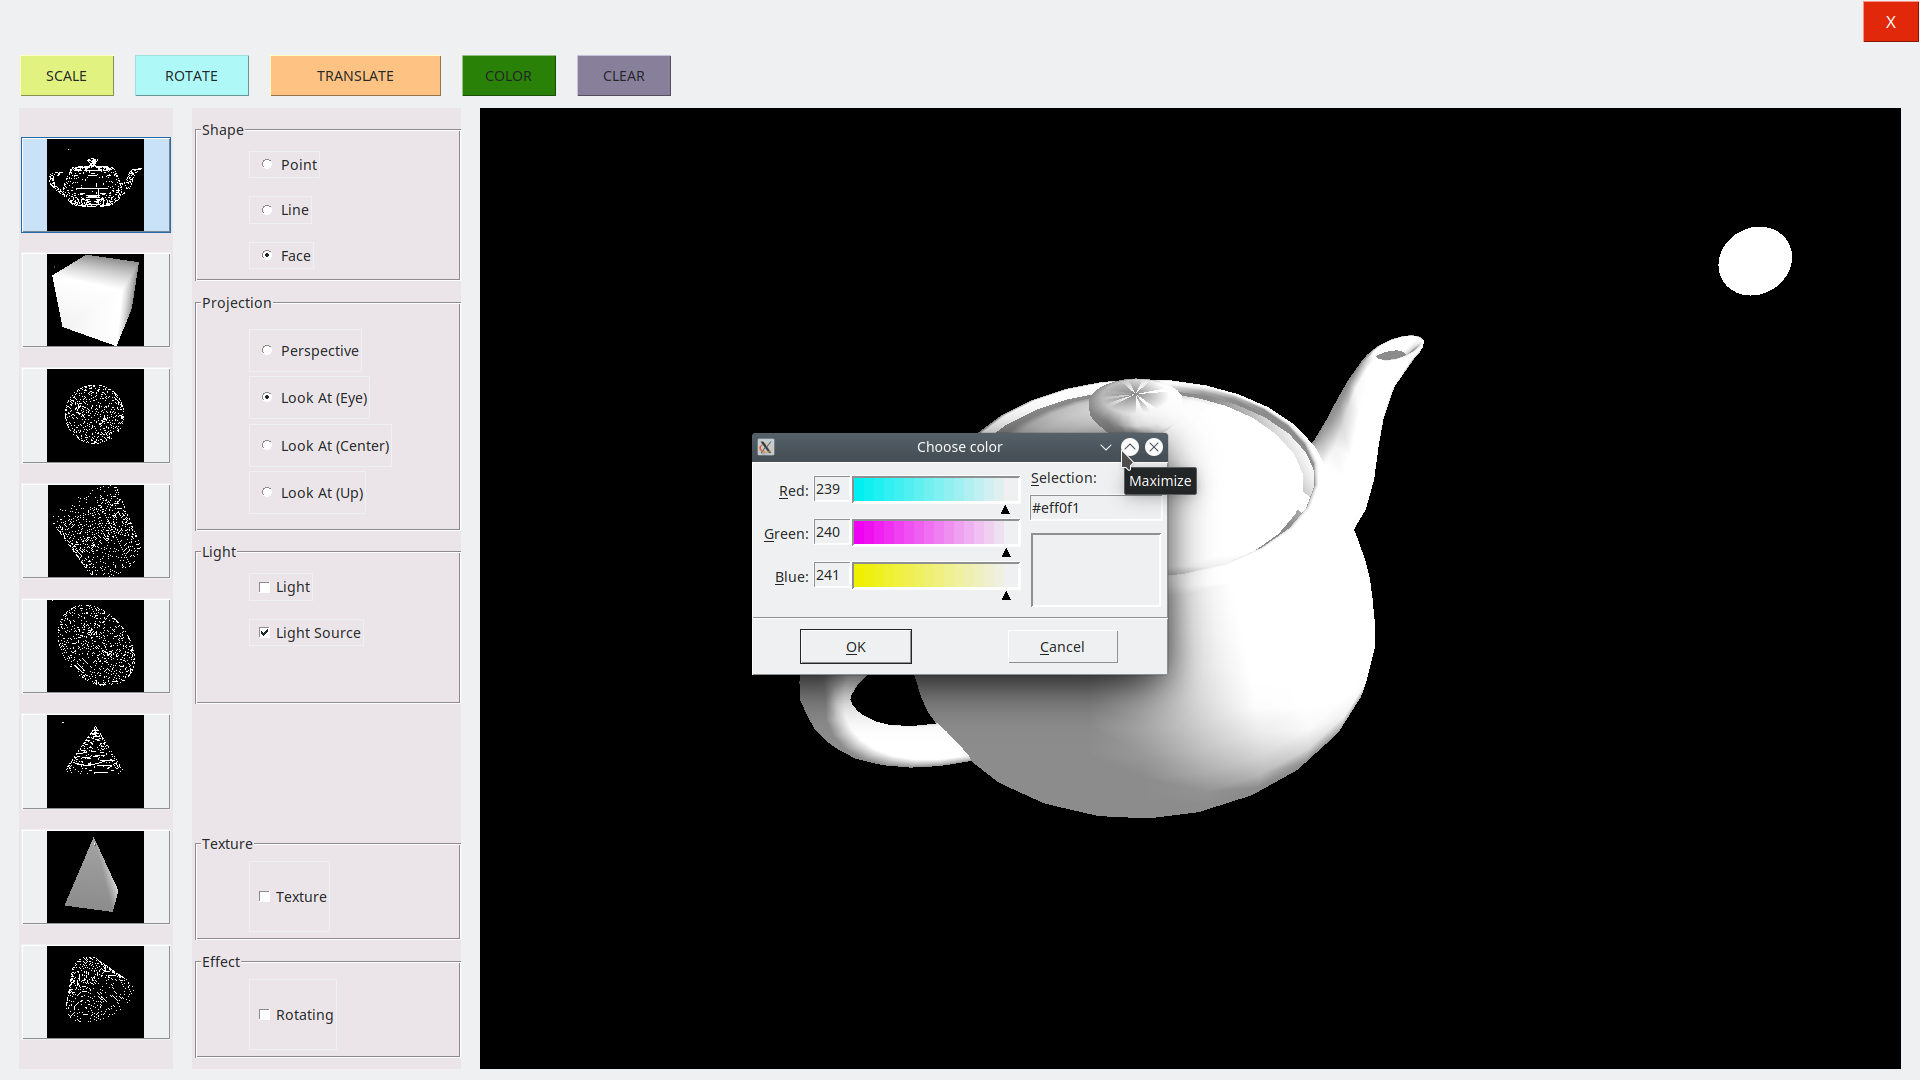 X
SCALE ROTATE TRANSLATE COLOR CLEAR
Shape
Point
Line
Face
Projection
Perspective
Look At (Eye)
Look At (Center)
Look At (Up)
Light
Light
Light Source
Texture
Texture
Effect
Rotating
Choose color
Maximize
Red: 239
Green: 240
Blue: 241
Selection:
#eff0f1
OK Cancel